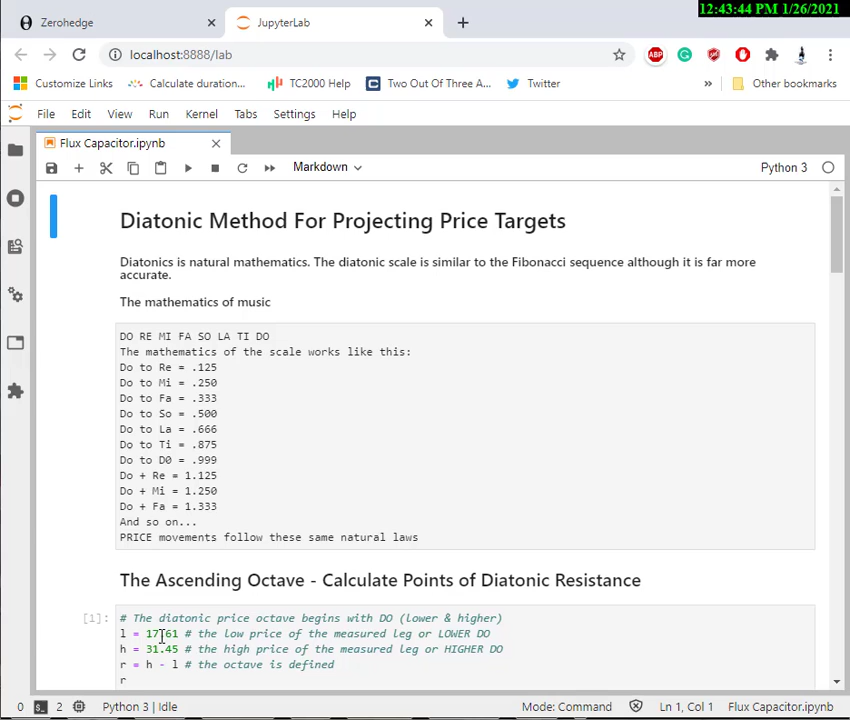 12:43:44 PM 1/26/2021
Zerohedge
JupyterLab
localhost:8888/lab
ABP
Customize Links
Calculate duration...
TC2000 Help
Two Out Of Three A...
Twitter
»
Other bookmarks
File Edit View Run Kernel Tabs Settings Help
Flux Capacitor.ipynb
Markdown
Python 3
Diatonic Method For Projecting Price Targets
Diatonics is natural mathematics. The diatonic scale is similar to the Fibonacci sequence although it is far more
accurate.
The mathematics of music
DO RE MI FA SO LA TI DO
The mathematics of the scale works like this:
Do to Re = .125
Do to Mi = .250
Do to Fa = .333
Do to So = .500
Do to La = .666
Do to Ti = .875
Do to D0 = .999
Do + Re = 1.125
Do + Mi = 1.250
Do + Fa = 1.333
And so on...
PRICE movements follow these same natural laws
The Ascending Octave - Calculate Points of Diatonic Resistance
[1]: # The diatonic price octave begins with DO (lower & higher)
l = 17.61 # the low price of the measured leg or LOWER DO
h = 31.45 # the high price of the measured leg or HIGHER DO
r = h - l # the octave is defined
r
0 2 Python 3 | Idle Mode: Command Ln 1, Col 1 Flux Capacitor.ipynb